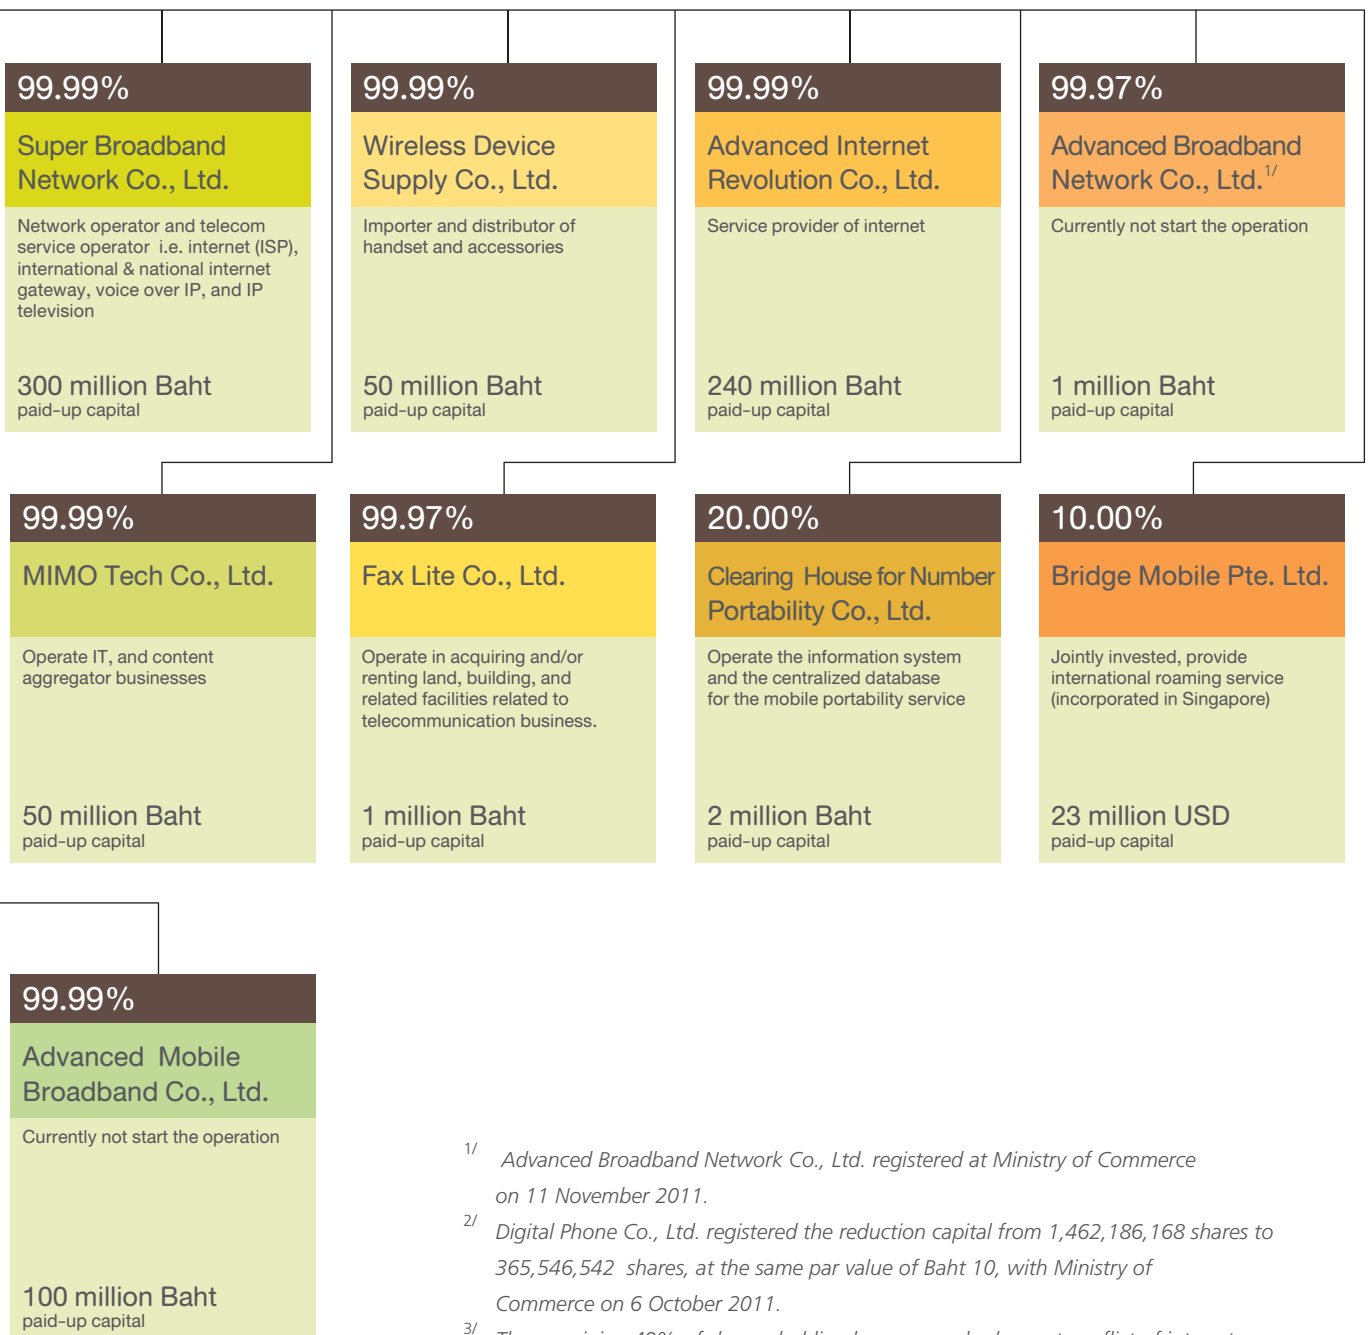 99.99%
Super Broadband
Network Co., Ltd.
Network operator and telecom
service operator i.e. internet (ISP),
international & national internet
gateway, voice over IP, and IP
television
300 million Baht
paid-up capital
99.99%
Wireless Device
Supply Co., Ltd.
Importer and distributor of
handset and accessories
50 million Baht
paid-up capital
99.99%
Advanced Internet
Revolution Co., Ltd.
Service provider of internet
240 million Baht
paid-up capital
99.97%
Advanced Broadband
Network Co., Ltd.1/
Currently not start the operation
1 million Baht
paid-up capital
99.99%
MIMO Tech Co., Ltd.
Operate IT, and content
aggregator businesses
50 million Baht
paid-up capital
99.97%
Fax Lite Co., Ltd.
Operate in acquiring and/or
renting land, building, and
related facilities related to
telecommunication business.
1 million Baht
paid-up capital
20.00%
Clearing House for Number
Portability Co., Ltd.
Operate the information system
and the centralized database
for the mobile portability service
2 million Baht
paid-up capital
10.00%
Bridge Mobile Pte. Ltd.
Jointly invested, provide
international roaming service
(incorporated in Singapore)
23 million USD
paid-up capital
99.99%
Advanced Mobile
Broadband Co., Ltd.
Currently not start the operation
100 million Baht
paid-up capital
1/ Advanced Broadband Network Co., Ltd. registered at Ministry of Commerce
on 11 November 2011.
2/ Digital Phone Co., Ltd. registered the reduction capital from 1,462,186,168 shares to
365,546,542 shares, at the same par value of Baht 10, with Ministry of
Commerce on 6 October 2011.
3/